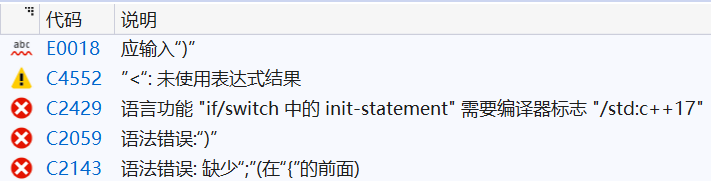 代码 说明
abc E0018 应输入“)”
C4552 “<“: 未使用表达式结果
C2429 语言功能 "if/switch 中的 init-statement" 需要编译器标志 "/std:c++17"
C2059 语法错误:“)”
C2143 语法错误: 缺少“;”(在“{”的前面)